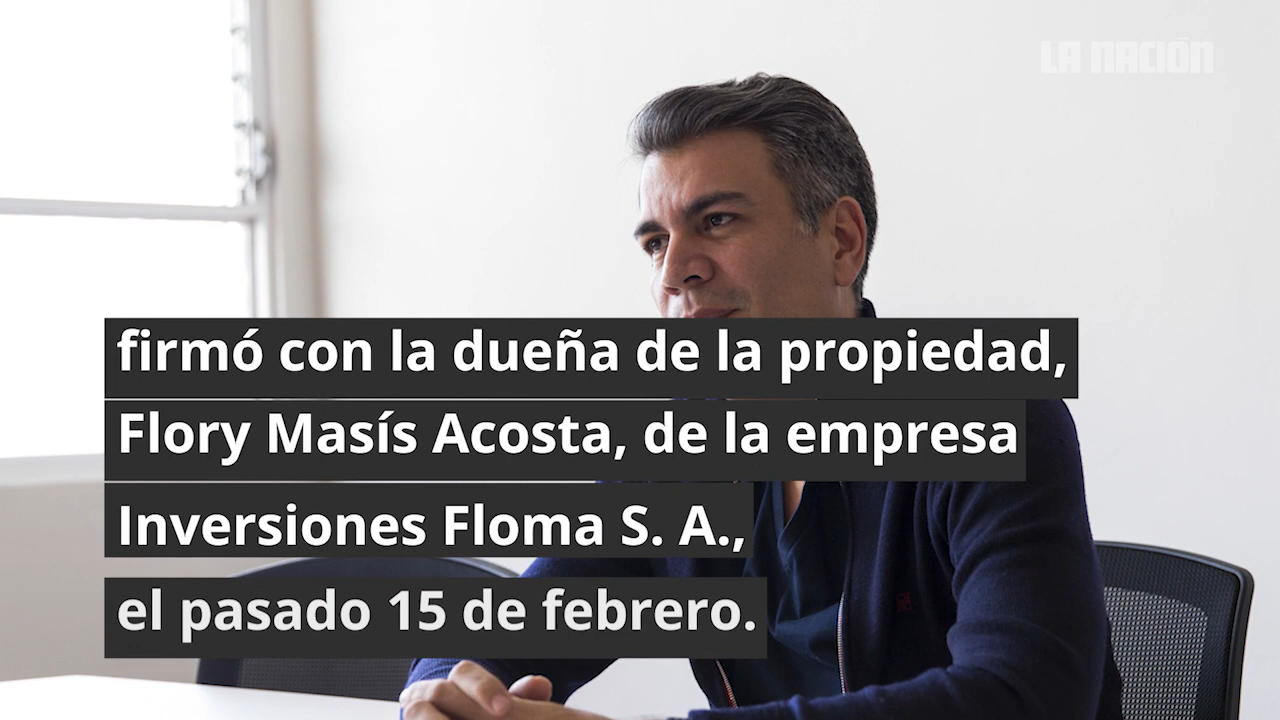 LA NACIÓN
firmó con la dueña de la propiedad,
Flory Masís Acosta, de la empresa
Inversiones Floma S. A.,
el pasado 15 de febrero.